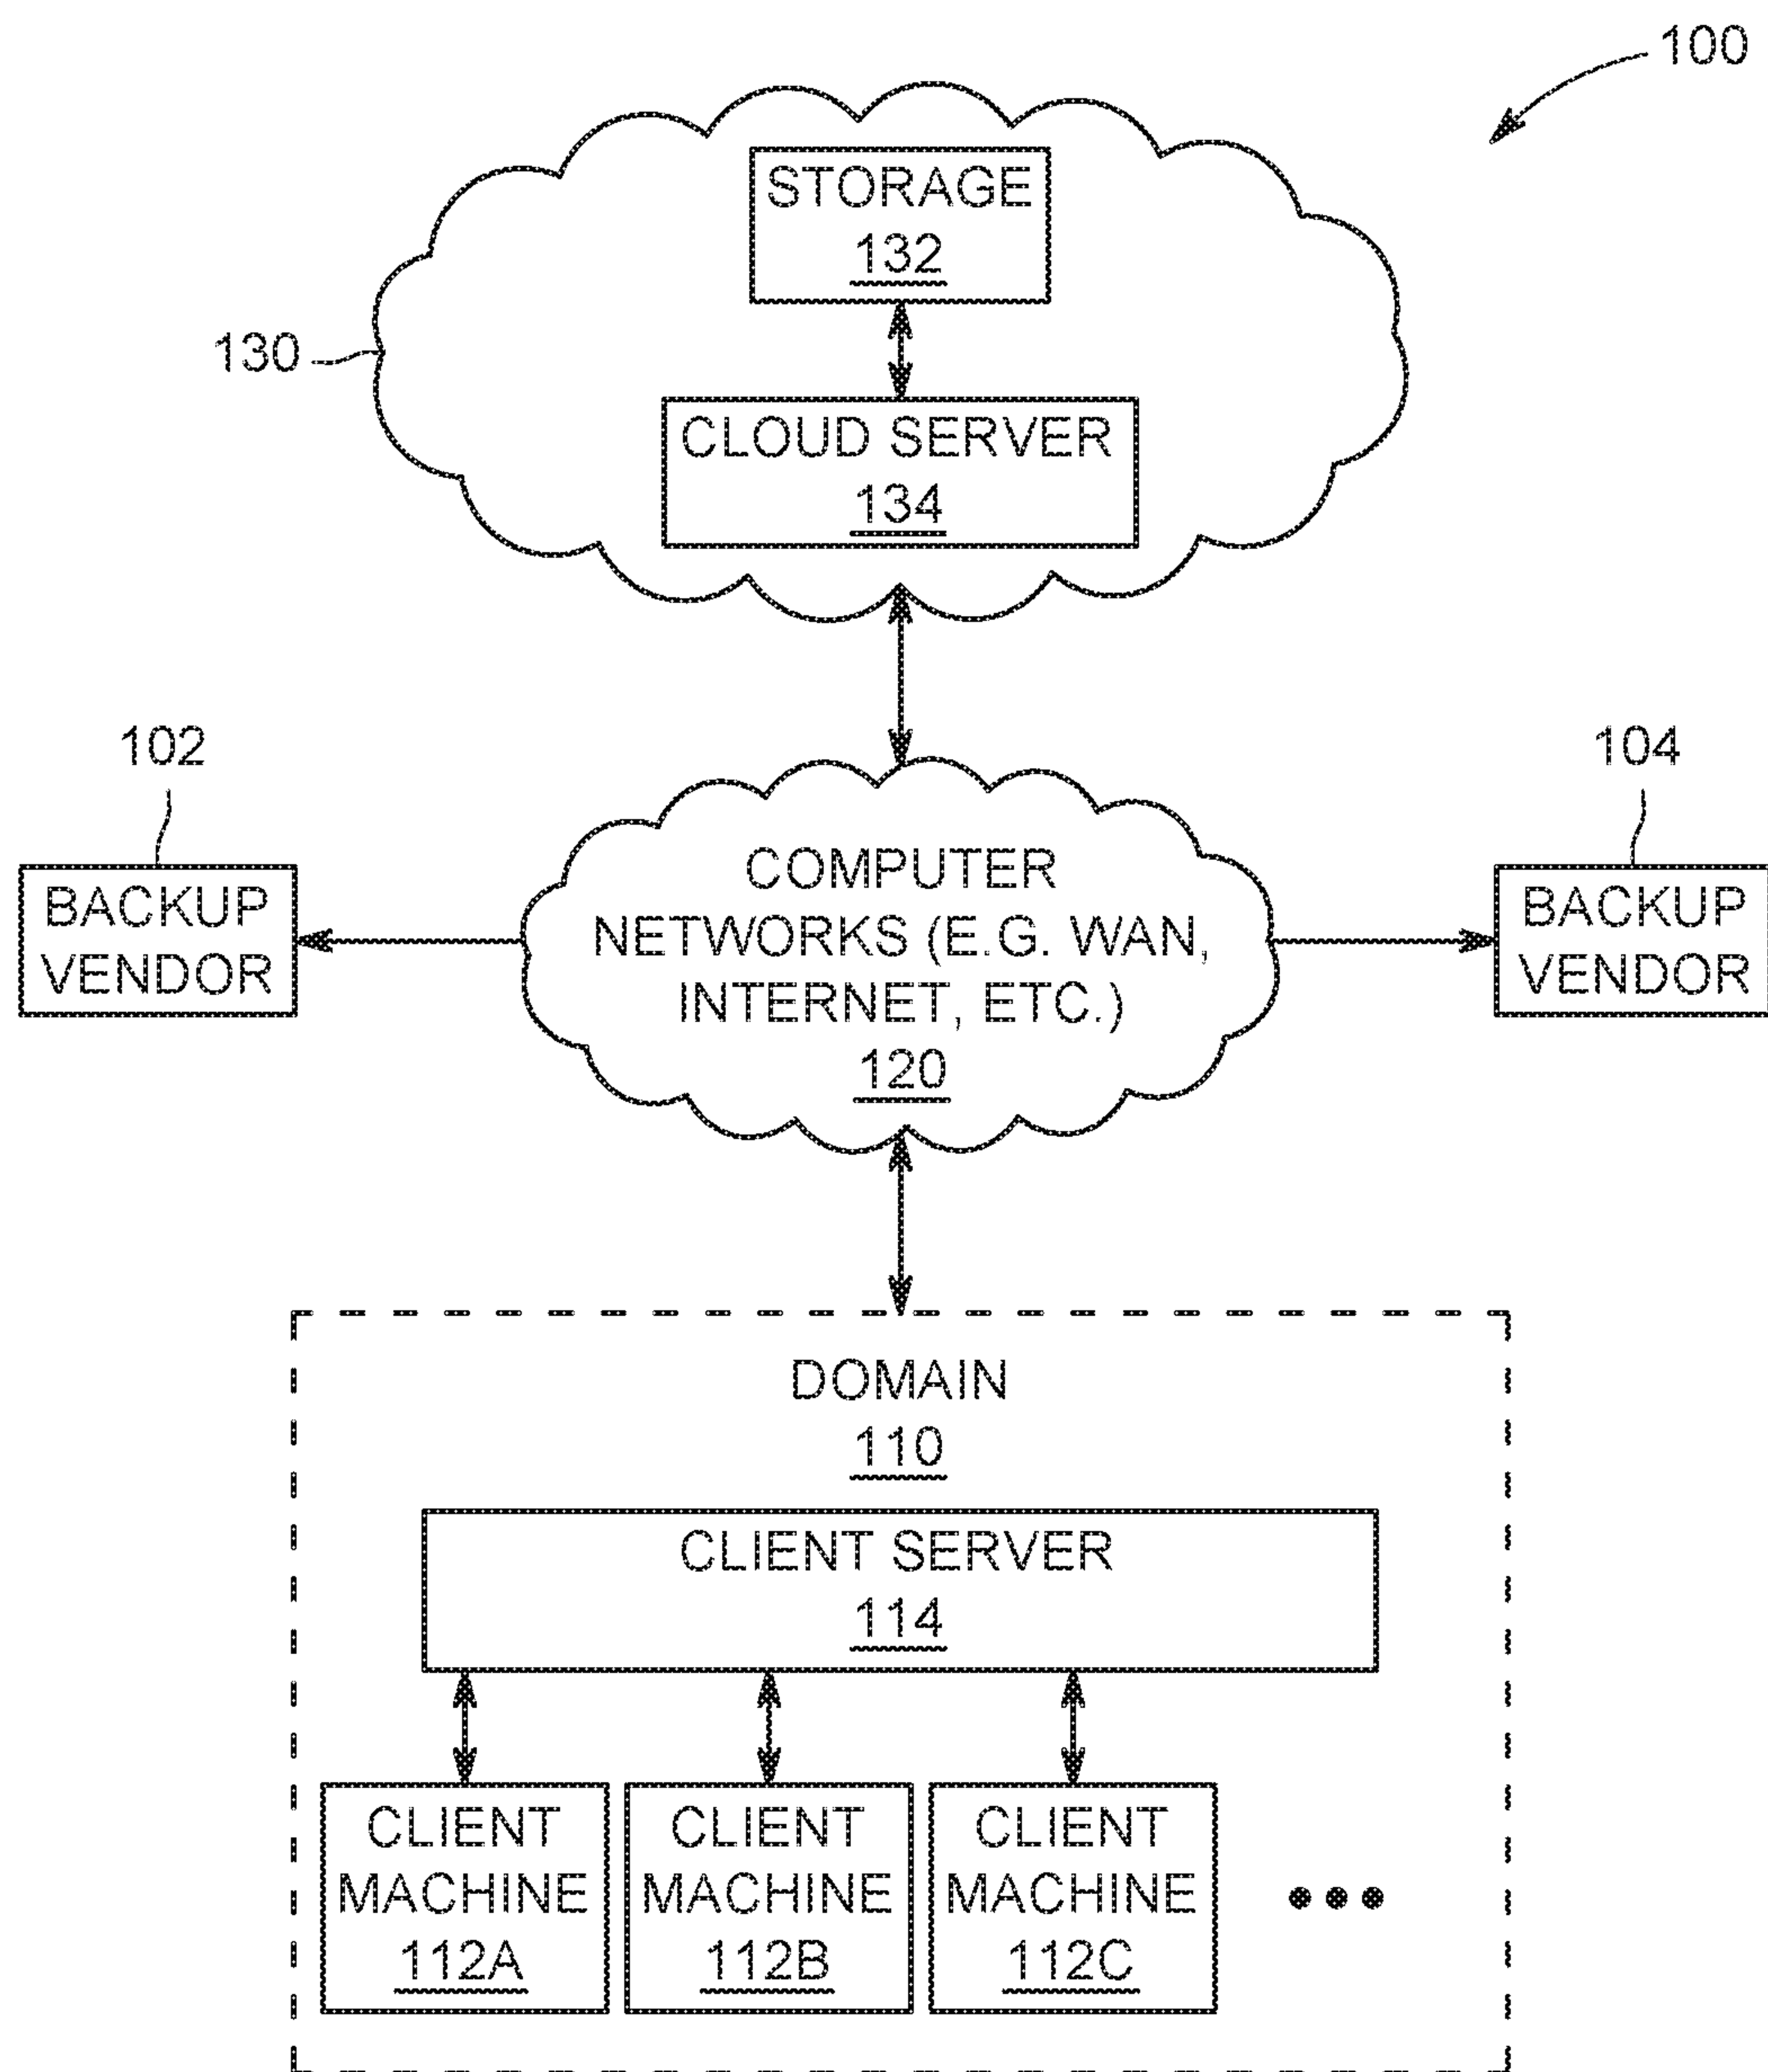 100
STORAGE
132
130
CLOUD SERVER
134
102
104
BACKUP
VENDOR
COMPUTER
NETWORKS (E.G. WAN,
INTERNET, ETC.)
120
BACKUP
VENDOR
DOMAIN
110
CLIENT SERVER
114
CLIENT
MACHINE
112A
CLIENT
MACHINE
112B
CLIENT
MACHINE
112C